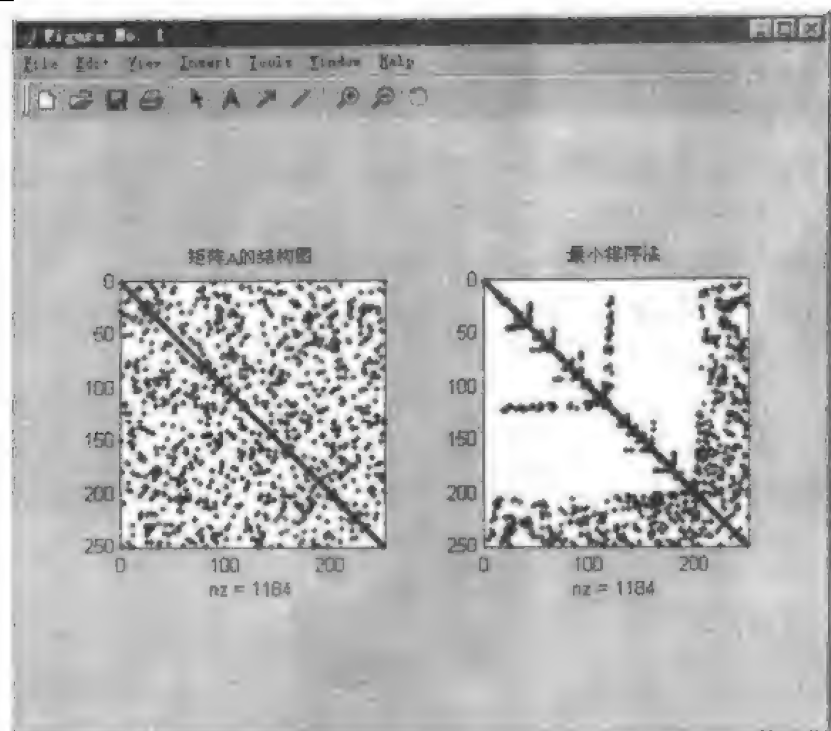 Figure No. 1
File Edit View Insert Tools Window Help
A
矩阵A的结构图
0
50
100
150
200
250
0 100 200
nz = 1184
最小排序法
0
50
100
150
200
250
0 100 200
nz = 1184